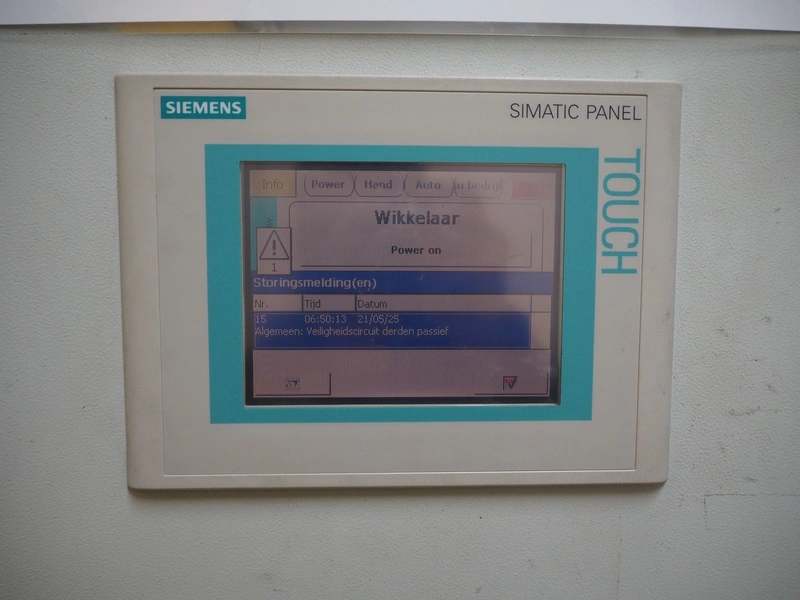 SIEMENS
SIMATIC PANEL
TOUCH
Info Power Hand Auto In bedrijf
Wikkelaar
Power on
1
Storingsmelding(en)
Nr. Tijd Datum
15 06:50:13 21/05/25
Algemeen: Veiligheidscircuit derden passief